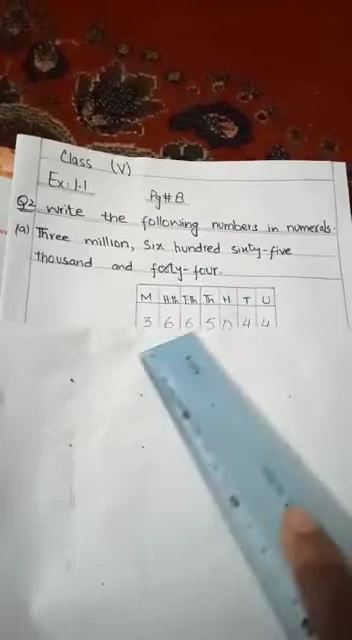 Class (V)
Ex: 1.1
Pg# 8
Q2 Write the following numbers in numerals.
(a) Three million, Six hundred sixty-five
thousand and forty-four.
M H.th T.th Th H T U
3 6 6 5 0 4 4